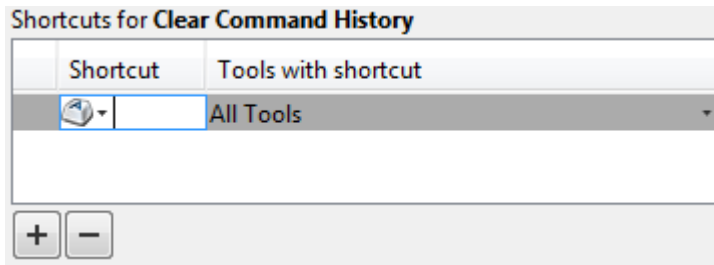 Shortcuts for Clear Command History
Shortcut Tools with shortcut
All Tools
+ −